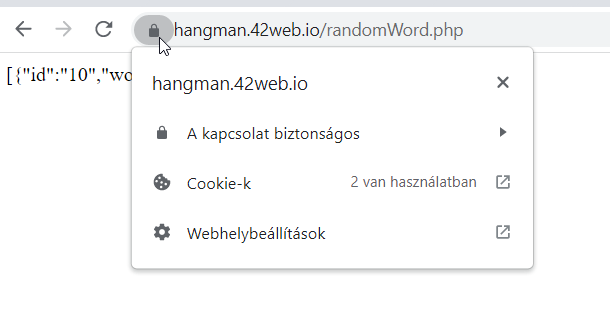 hangman.42web.io/randomWord.php
[{"id":"10","wo
hangman.42web.io
A kapcsolat biztonságos
Cookie-k 2 van használatban
Webhelybeállítások